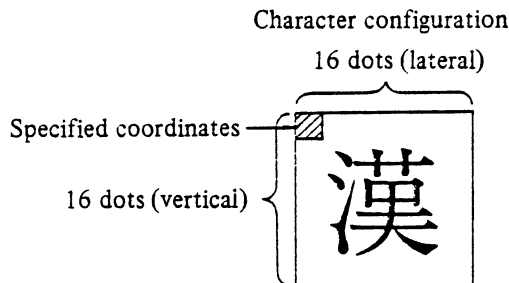 Character configuration
16 dots (lateral)
Specified coordinates
16 dots (vertical)
漢